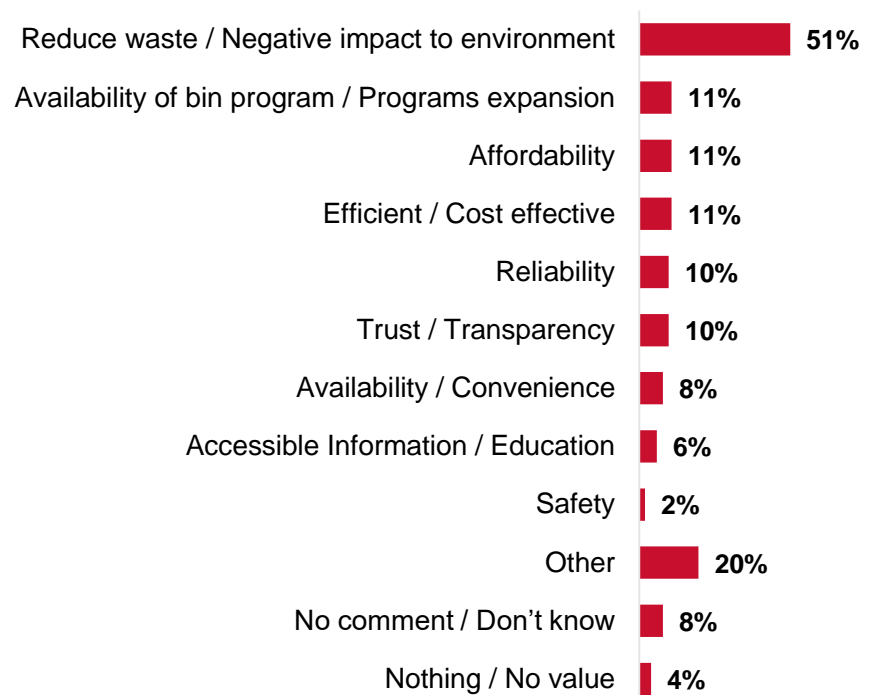 Reduce waste / Negative impact to environment 51%
Availability of bin program / Programs expansion 11%
Affordability 11%
Efficient / Cost effective 11%
Reliability 10%
Trust / Transparency 10%
Availability / Convenience 8%
Accessible Information / Education 6%
Safety 2%
Other 20%
No comment / Don’t know 8%
Nothing / No value 4%